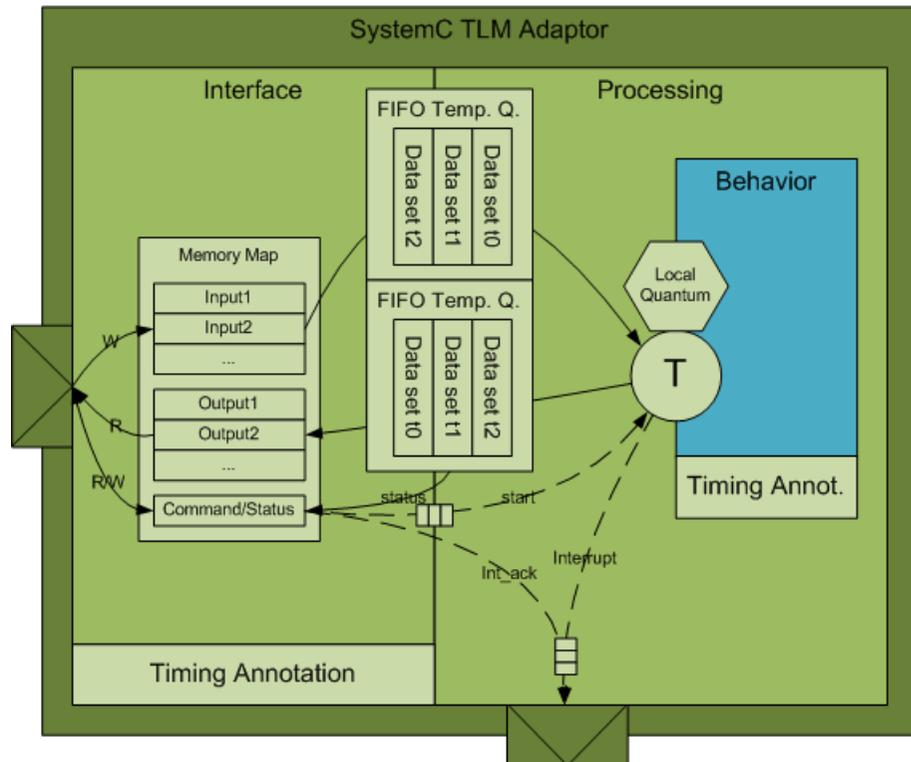 SystemC TLM Adaptor
Interface
Processing
FIFO Temp. Q.
Data set t2
Data set t1
Data set t0
Behavior
Memory Map
Input1
Input2
...
Local
Quantum
FIFO Temp. Q.
Data set t0
Data set t1
Data set t2
W
T
Output1
R
Output2
...
R/W
Command/Status
status
start
Timing Annot.
Int_ack
Interrupt
Timing Annotation